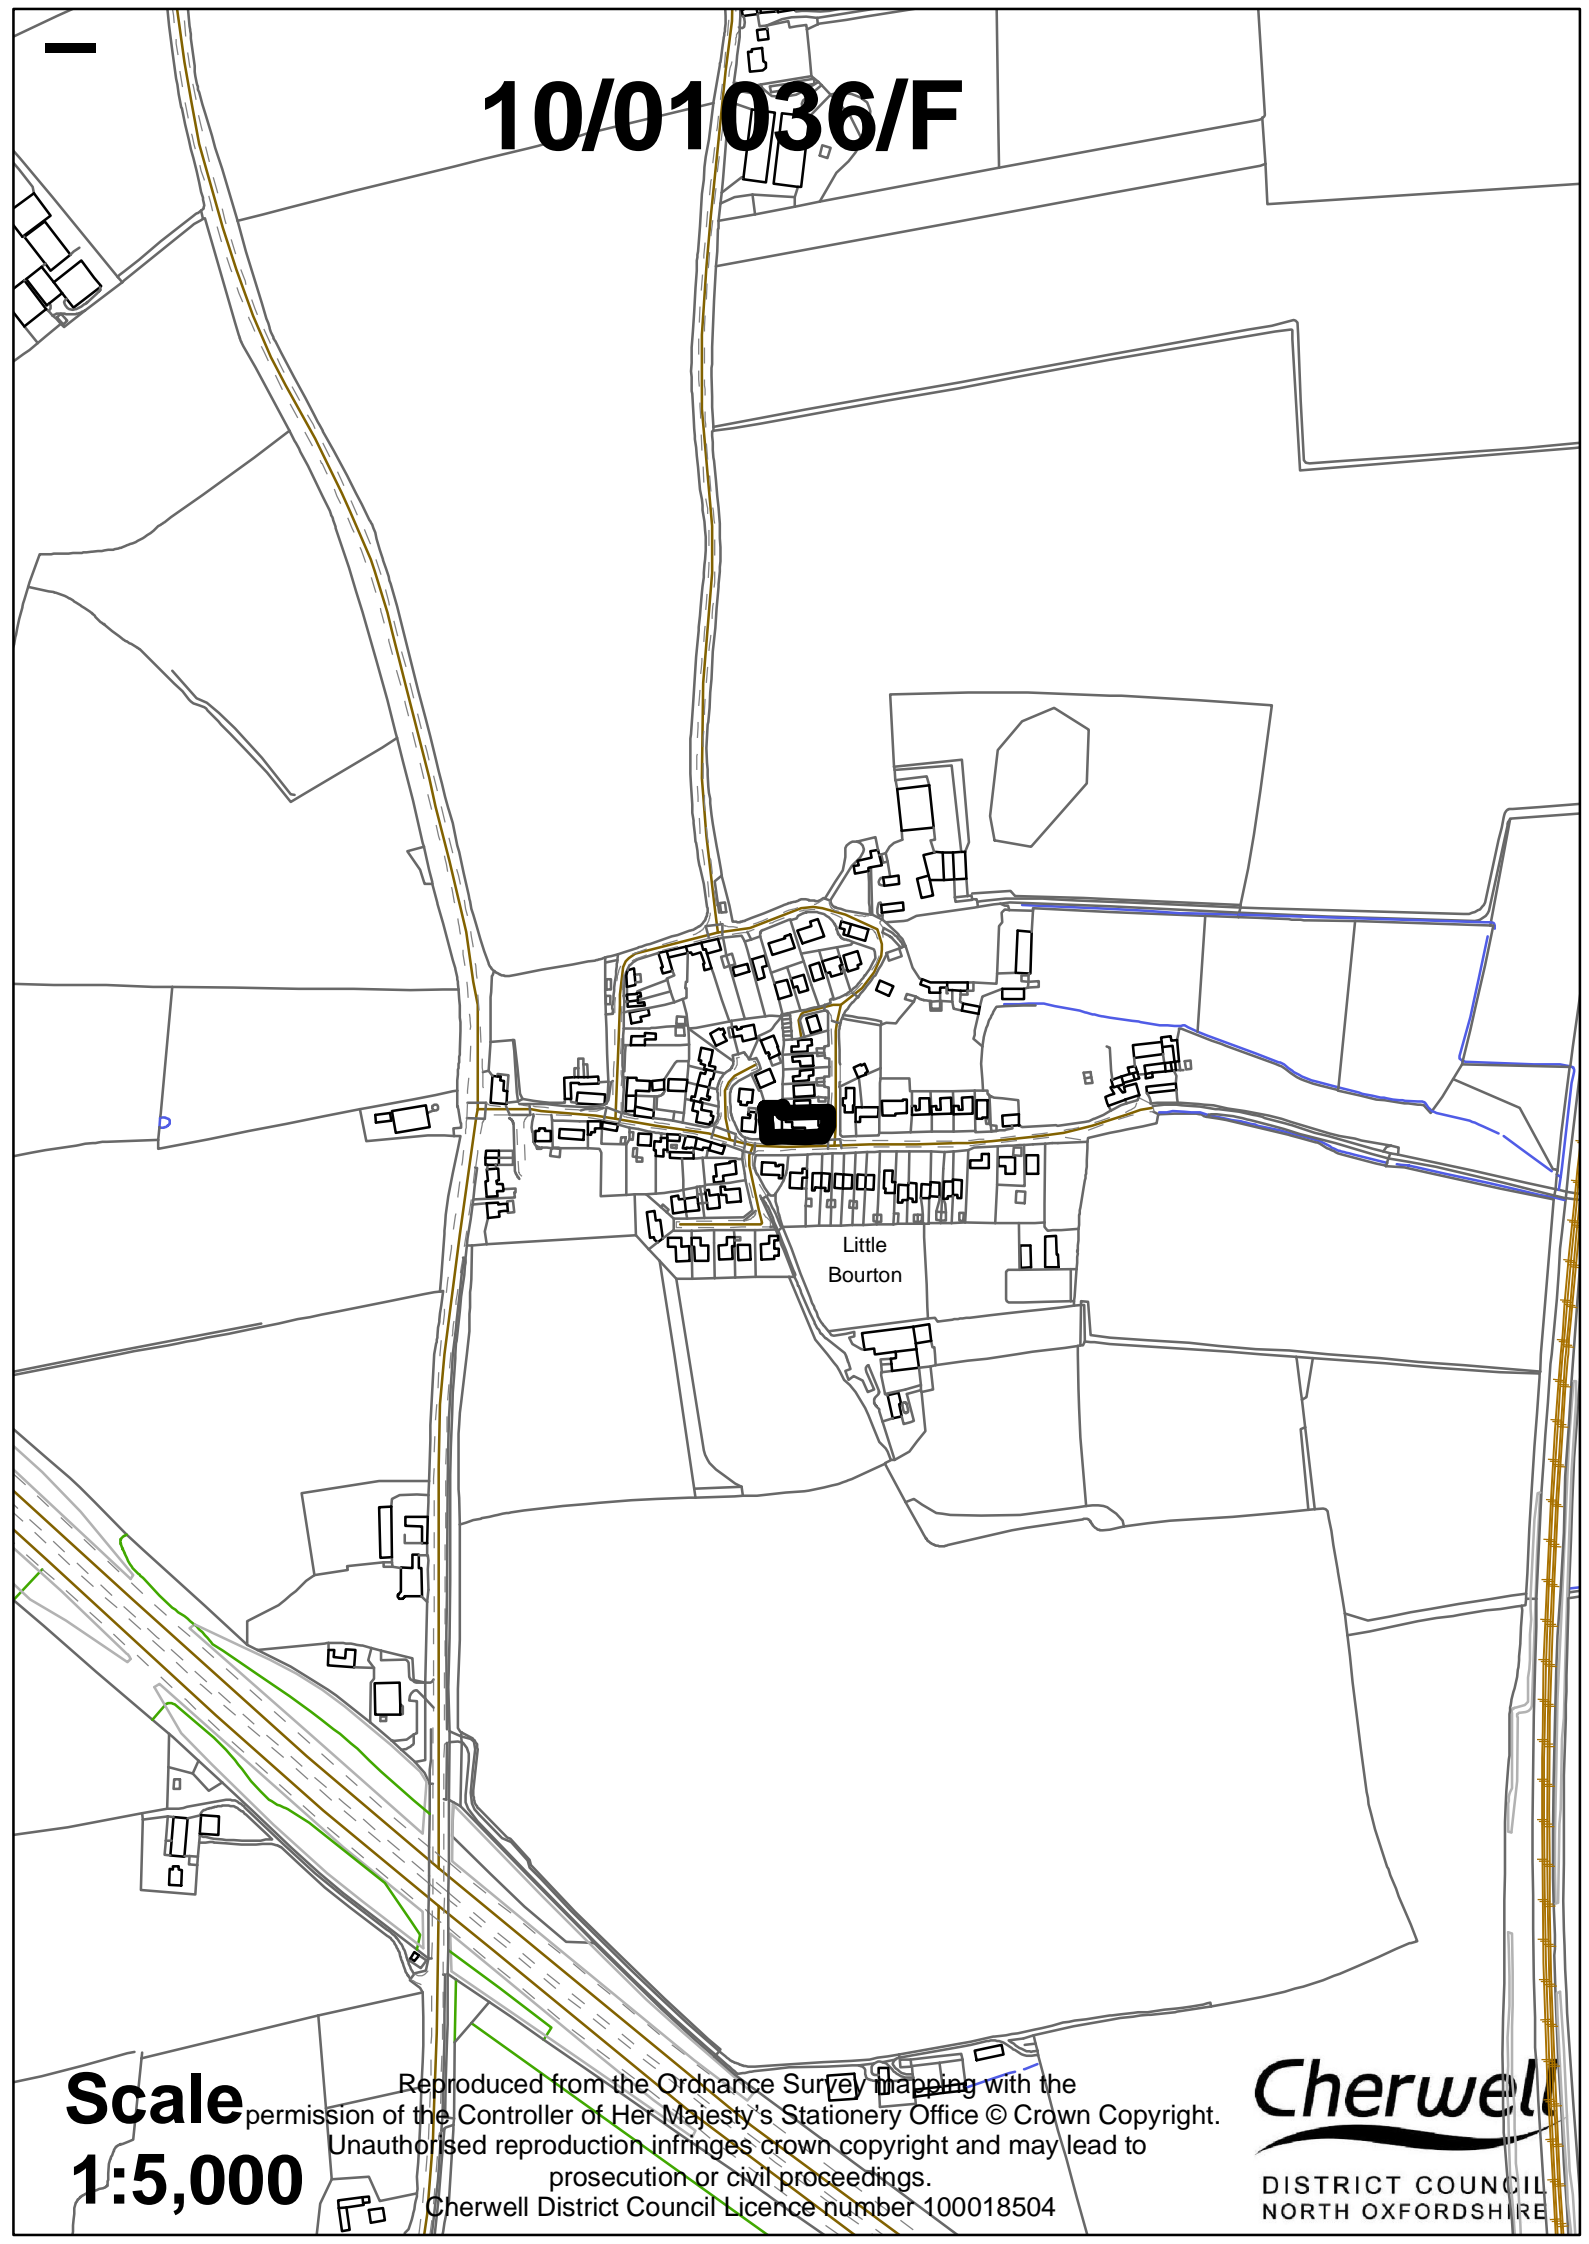 10/01036/F
Little
Bourton
Scale
1:5,000
Reproduced from the Ordnance Survey mapping with the
permission of the Controller of Her Majesty's Stationery Office © Crown Copyright.
Unauthorised reproduction infringes crown copyright and may lead to
prosecution or civil proceedings.
Cherwell District Council Licence number 100018504
Cherwell
DISTRICT COUNCIL
NORTH OXFORDSHIRE